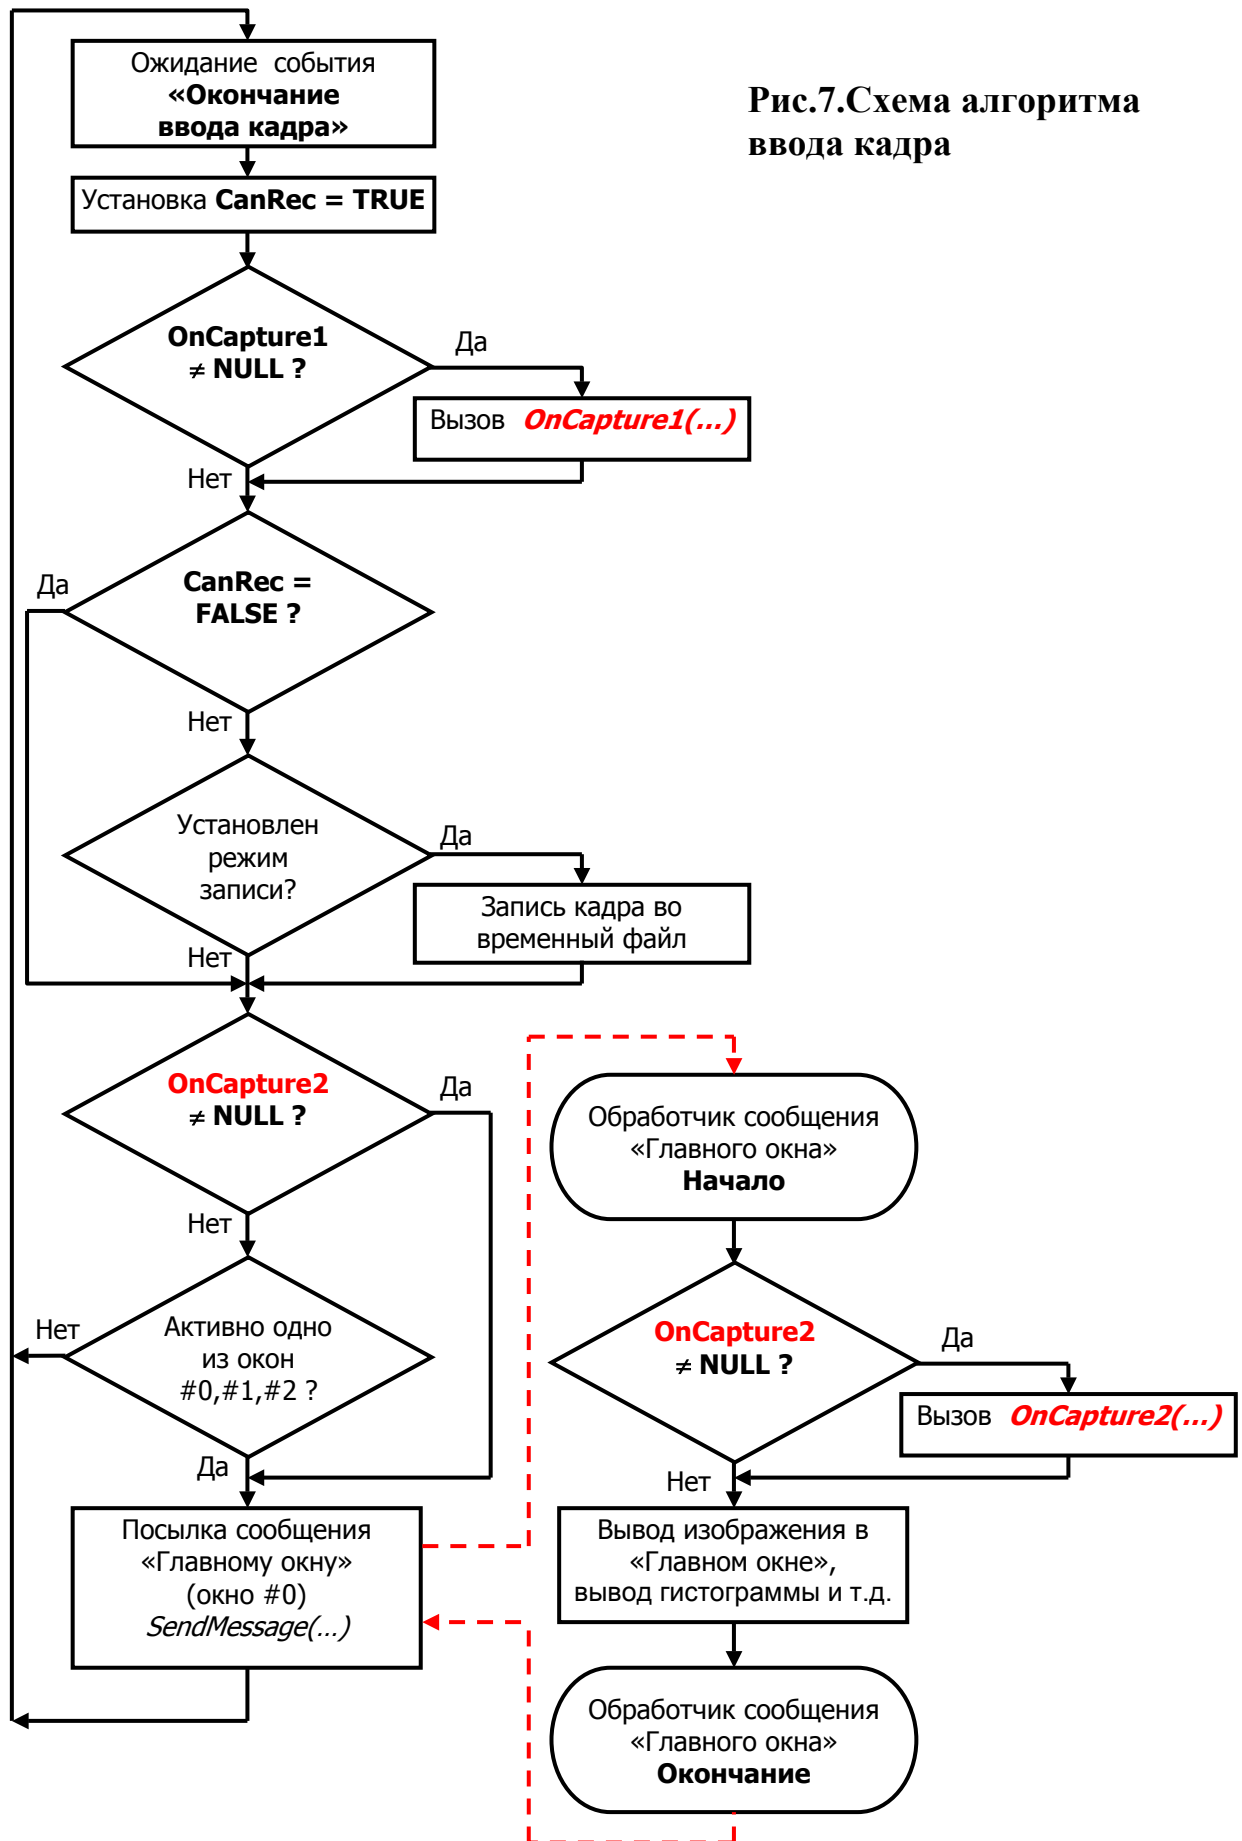 Рис.7.Схема алгоритма
ввода кадра
Ожидание события
«Окончание
ввода кадра»
Установка CanRec = TRUE
OnCapture1
≠ NULL ?
Да
Вызов OnCapture1(...)
Нет
CanRec =
FALSE ?
Да
Нет
Установлен
режим
записи?
Да
Запись кадра во
временный файл
Нет
OnCapture2
≠ NULL ?
Да
Нет
Активно одно
из окон
#0,#1,#2 ?
Нет
Да
Посылка сообщения
«Главному окну»
(окно #0)
SendMessage(...)
Обработчик сообщения
«Главного окна»
Начало
OnCapture2
≠ NULL ?
Да
Вызов OnCapture2(...)
Нет
Вывод изображения в
«Главном окне»,
вывод гистограммы и т.д.
Обработчик сообщения
«Главного окна»
Окончание